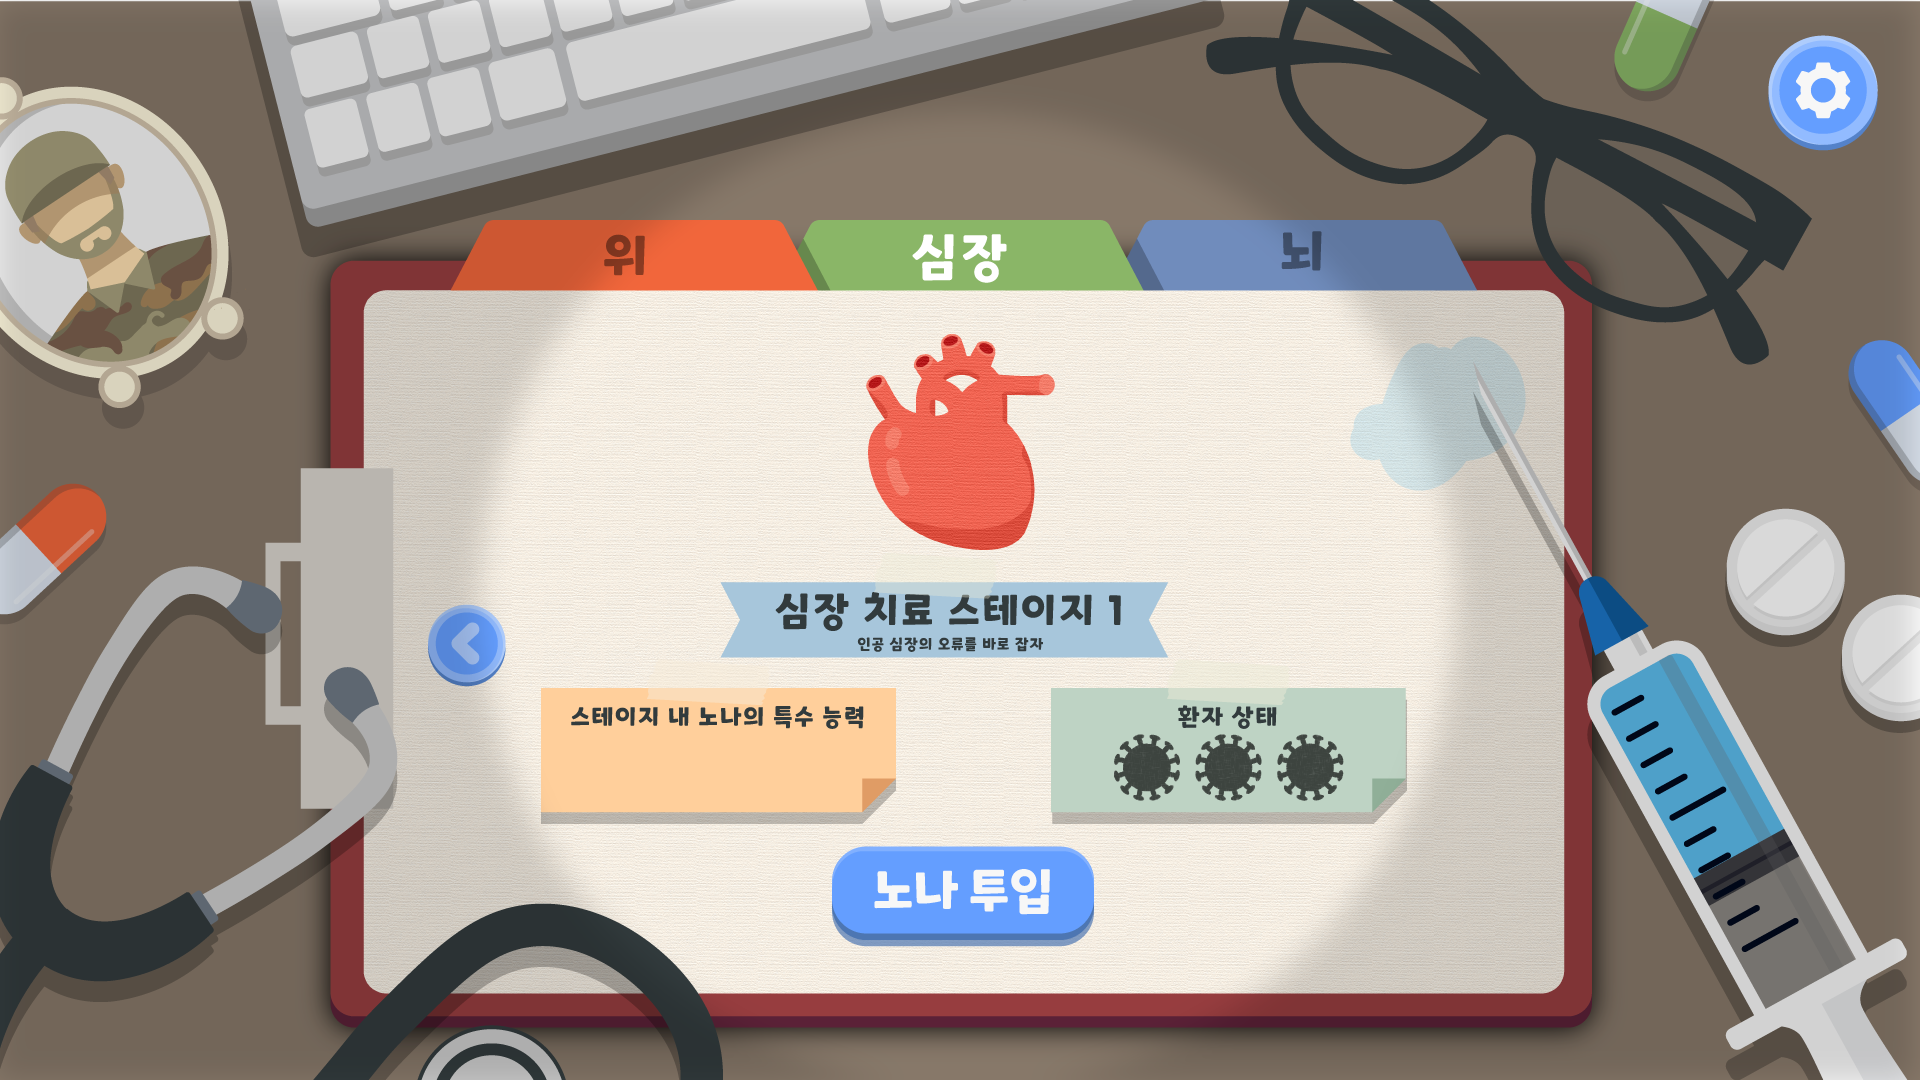 위
심장
뇌
심장 치료 스테이지 1
인공 심장의 오류를 바로 잡자
스테이지 내 노나의 특수 능력
환자 상태
노나 투입